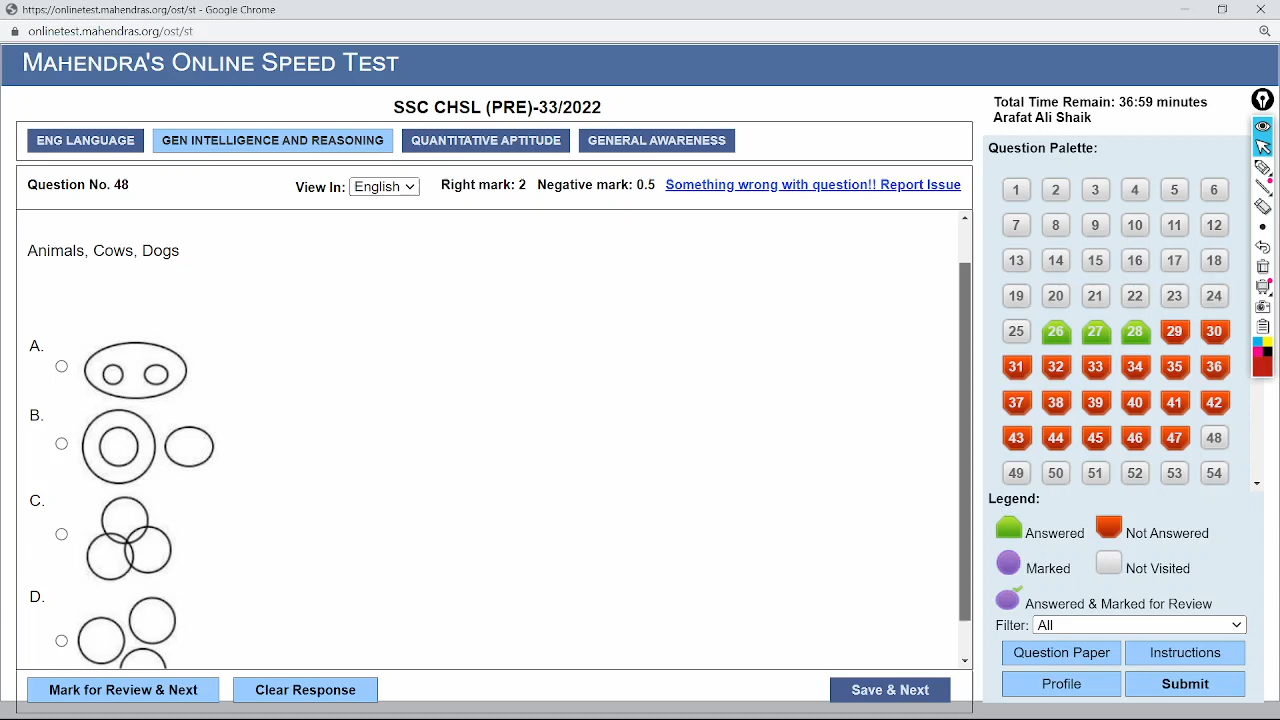 https://onlinetest.mahendras.org/ost/st - Google Chrome
onlinetest.mahendras.org/ost/st
MAHENDRA'S ONLINE SPEED TEST
SSC CHSL (PRE)-33/2022
Total Time Remain: 36:59 minutes
Arafat Ali Shaik
ENG LANGUAGE GEN INTELLIGENCE AND REASONING QUANTITATIVE APTITUDE GENERAL AWARENESS
Question Palette:
Question No. 48 View In: English Right mark: 2 Negative mark: 0.5 Something wrong with question!! Report Issue
Animals, Cows, Dogs
A.
B.
C.
D.
Mark for Review & Next Clear Response Save & Next
1 2 3 4 5 6
7 8 9 10 11 12
13 14 15 16 17 18
19 20 21 22 23 24
25 26 27 28 29 30
31 32 33 34 35 36
37 38 39 40 41 42
43 44 45 46 47 48
49 50 51 52 53 54
Legend:
Answered Not Answered
Marked Not Visited
Answered & Marked for Review
Filter: All
Question Paper Instructions
Profile Submit